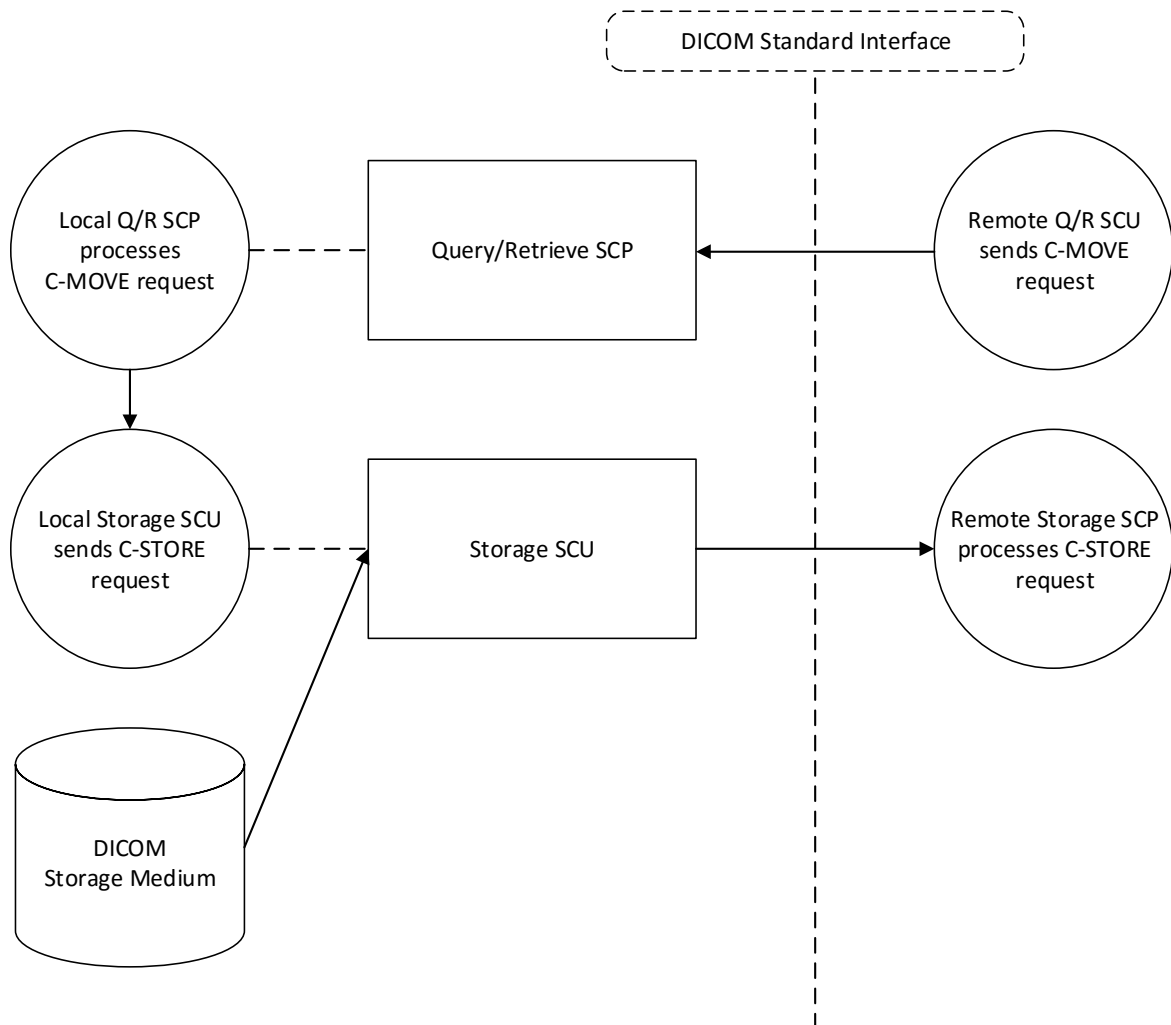 DICOM Standard Interface
Local Q/R SCP
processes
C-MOVE request
Query/Retrieve SCP
Remote Q/R SCU
sends C-MOVE
request
Local Storage SCU
sends C-STORE
request
Storage SCU
Remote Storage SCP
processes C-STORE
request
DICOM
Storage Medium